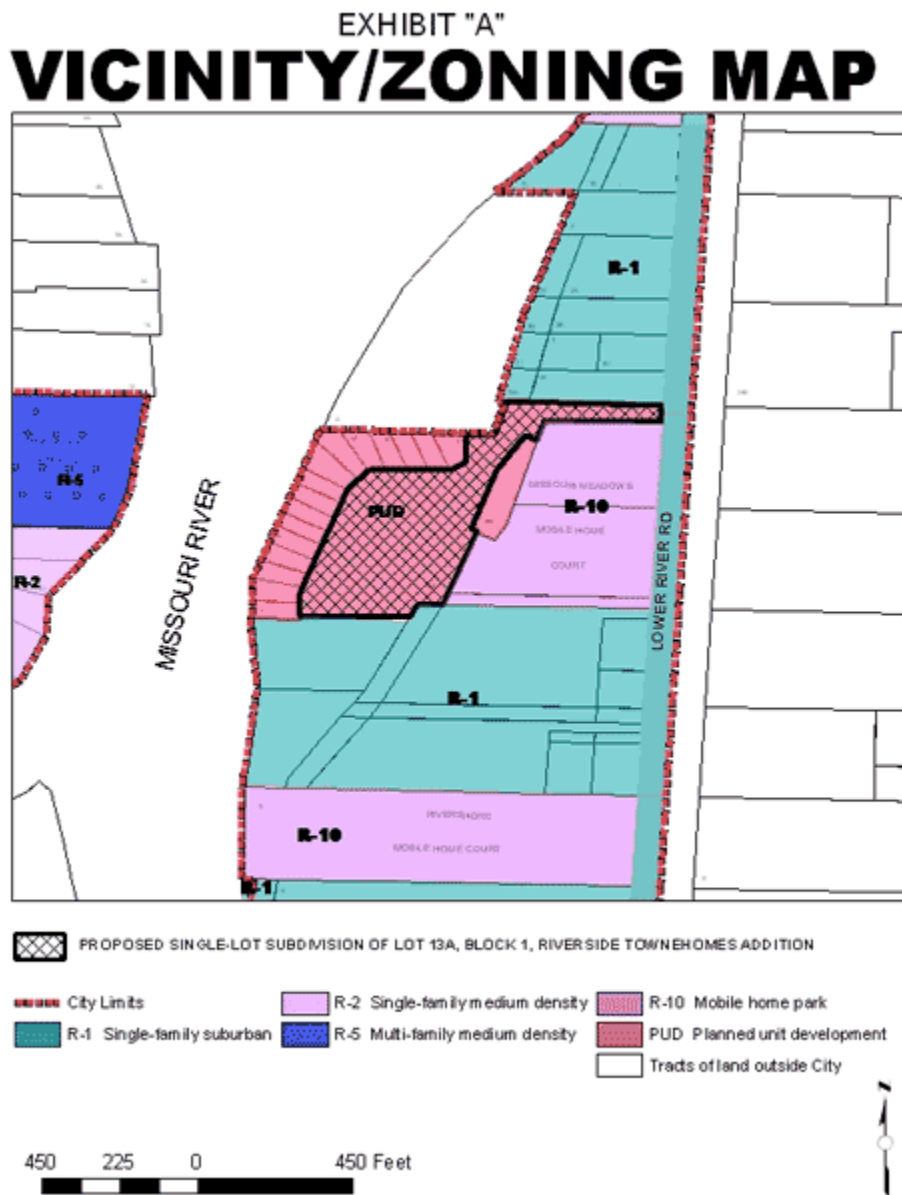 EXHIBIT "A"
VICINITY/ZONING MAP
R-1
R-5
PUD
MISSOURI MEADOWS
R-10
MOBILE HOME
COURT
R-2
MISSOURI RIVER
LOWER RIVER RD
R-1
R-10
MOBILE HOME COURT
R-1
PROPOSED SINGLE-LOT SUBDIVISION OF LOT 13A, BLOCK 1, RIVERSIDE TOWNEHOMES ADDITION
City Limits
R-2 Single-family medium density
R-10 Mobile home park
R-1 Single-family suburban
R-5 Multi-family medium density
PUD Planned unit development
Tracts of land outside City
N
450 225 0 450 Feet